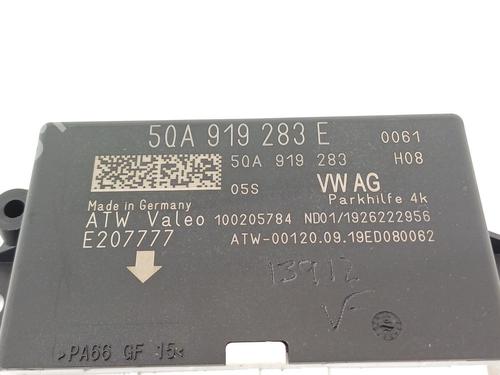 5QA 919 283 E 0061
5QA 919 283 H08
05S VW AG
Made in Germany Parkhilfe 4k
ATW Valeo 100205784 ND01/1926222956
E207777 ATW-00120.09.19ED080062
13912
VF
>PA66 GF 15<